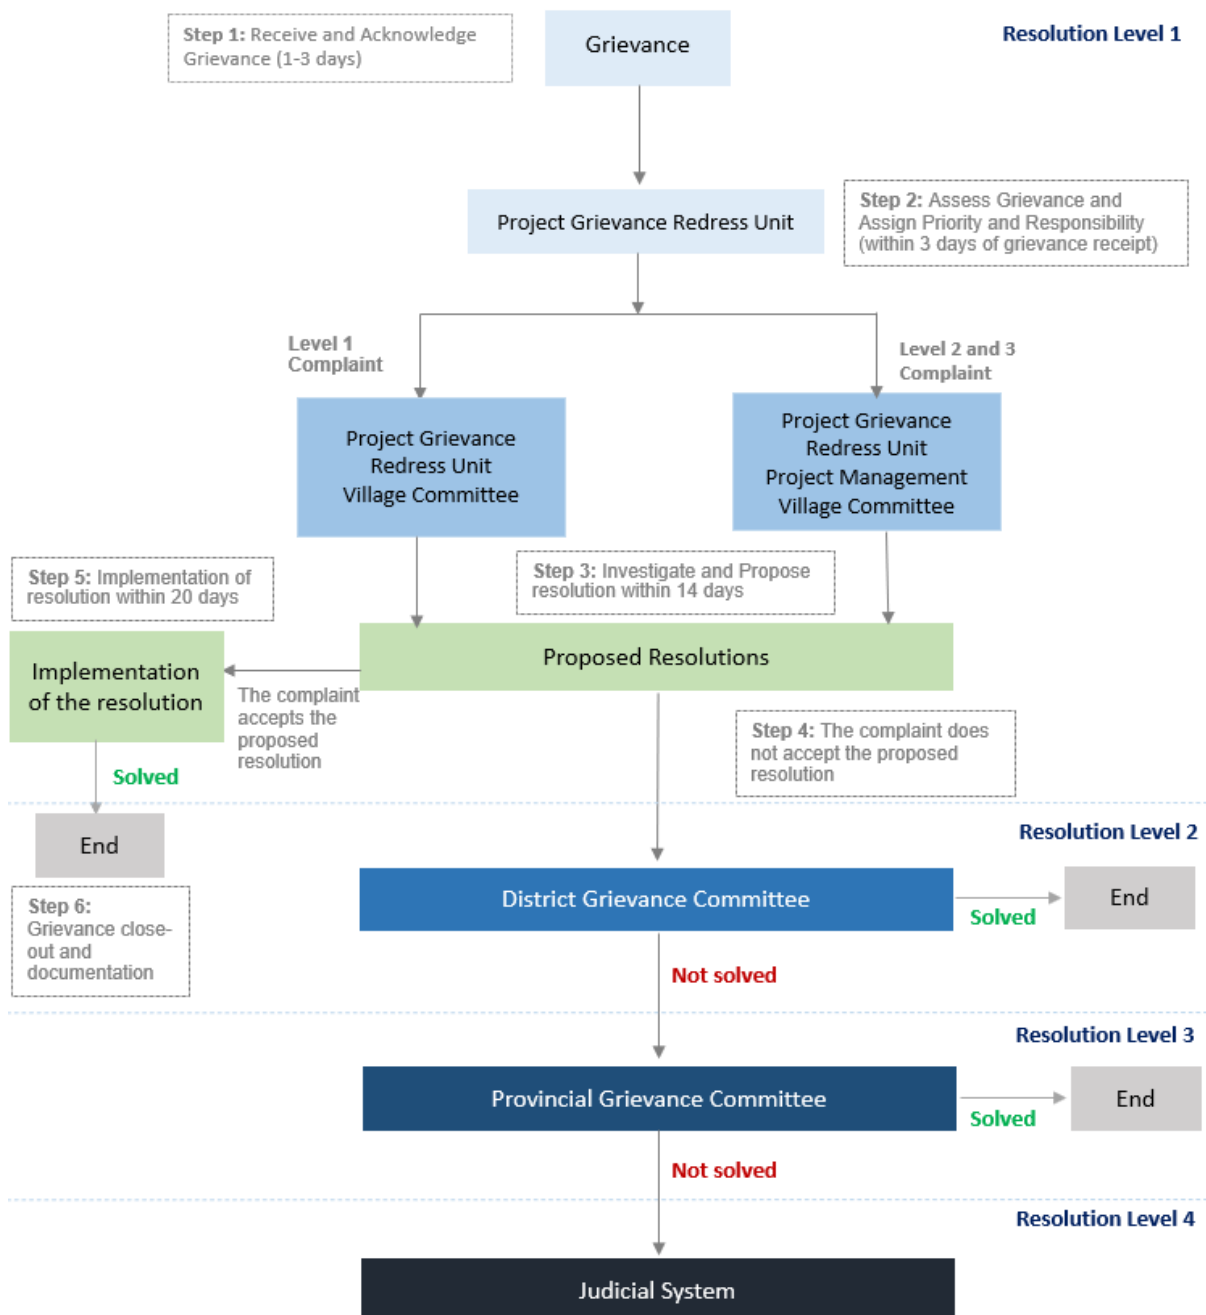 Step 1: Receive and Acknowledge
Grievance (1-3 days)
Grievance
Resolution Level 1
Project Grievance Redress Unit
Step 2: Assess Grievance and
Assign Priority and Responsibility
(within 3 days of grievance receipt)
Level 1
Complaint
Level 2 and 3
Complaint
Project Grievance
Redress Unit
Village Committee
Project Grievance
Redress Unit
Project Management
Village Committee
Step 5: Implementation of
resolution within 20 days
Step 3: Investigate and Propose
resolution within 14 days
Implementation
of the resolution
Proposed Resolutions
The complaint
accepts the
proposed
resolution
Step 4: The complaint does
not accept the proposed
resolution
Solved
End
Resolution Level 2
Step 6:
Grievance close-
out and
documentation
District Grievance Committee
Solved
End
Not solved
Resolution Level 3
Provincial Grievance Committee
Solved
End
Not solved
Resolution Level 4
Judicial System